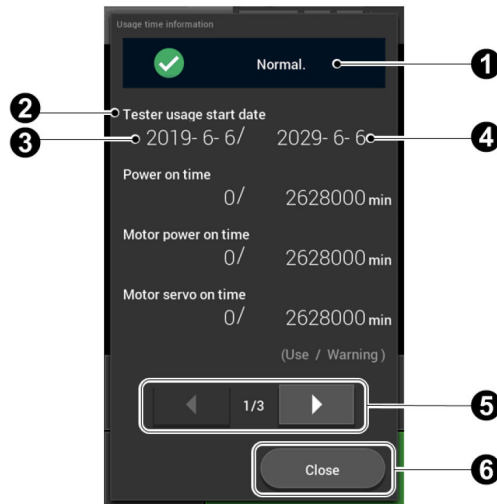 Usage time information
Normal.
1
2
Tester usage start date
3
2019- 6- 6/ 2029- 6- 6
4
Power on time
0/ 2628000 min
Motor power on time
0/ 2628000 min
Motor servo on time
0/ 2628000 min
(Use / Warning)
1/3
5
Close
6